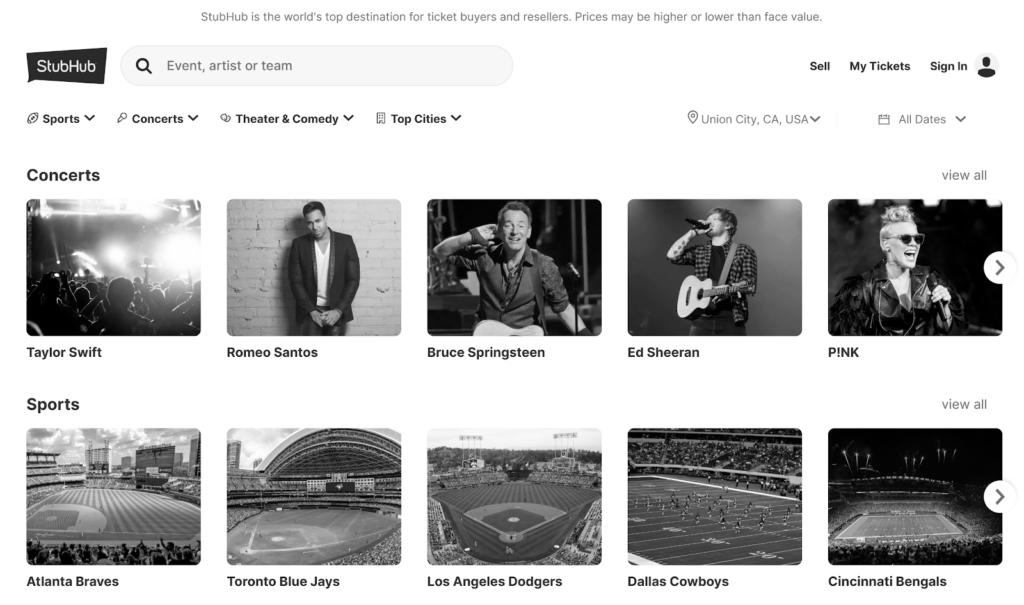 StubHub is the world's top destination for ticket buyers and resellers. Prices may be higher or lower than face value.
StubHub
Event, artist or team
Sell
My Tickets
Sign In
Sports
Concerts
Theater & Comedy
Top Cities
Union City, CA, USA
All Dates
Concerts
view all
Taylor Swift
Romeo Santos
Bruce Springsteen
Ed Sheeran
P!NK
Sports
view all
Atlanta Braves
Toronto Blue Jays
Los Angeles Dodgers
Dallas Cowboys
Cincinnati Bengals